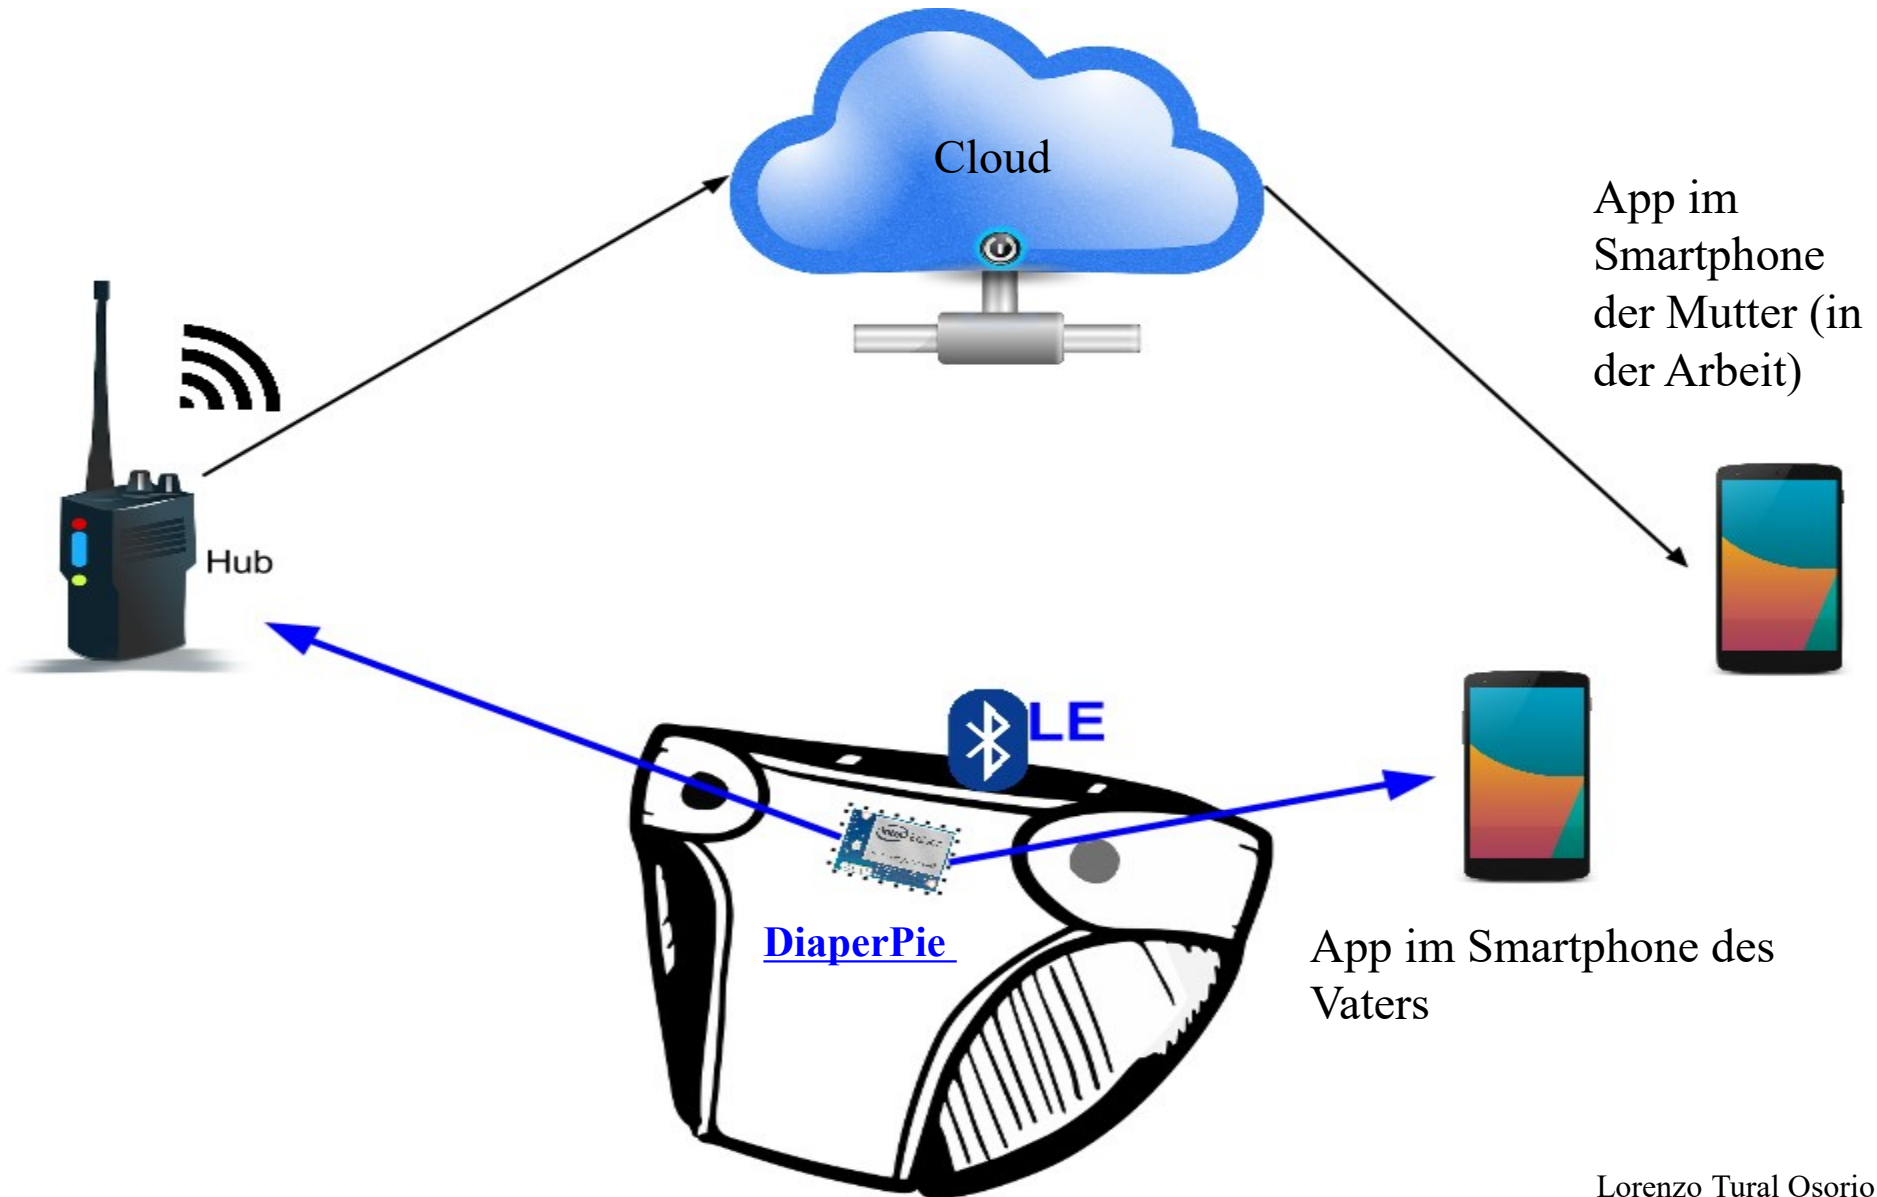 Cloud
App im
Smartphone
der Mutter (in
der Arbeit)
Hub
LE
intel
DiaperPie
App im Smartphone des
Vaters
Lorenzo Tural Osorio